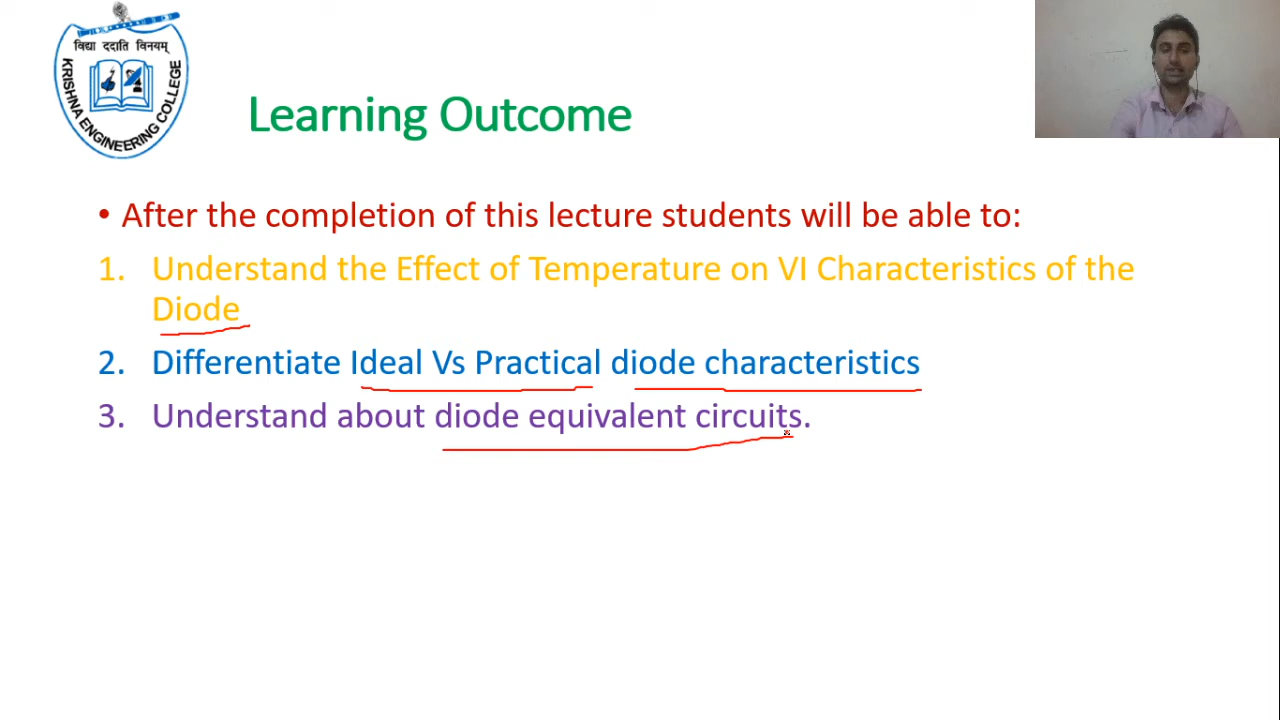 विद्या ददाति विनयम्
KRISHNA ENGINEERING COLLEGE
Learning Outcome
• After the completion of this lecture students will be able to:
1. Understand the Effect of Temperature on VI Characteristics of the
Diode
2. Differentiate Ideal Vs Practical diode characteristics
3. Understand about diode equivalent circuits.